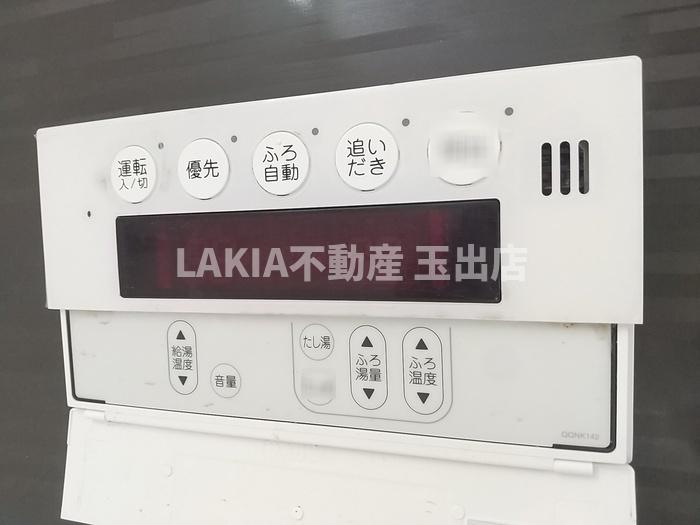 運転
入/切
優先
ふろ
自動
追い
だき
LAKIA不動産 玉出店
給湯
温度
音量
たし湯
ふろ
湯量
ふろ
温度
QQNK142